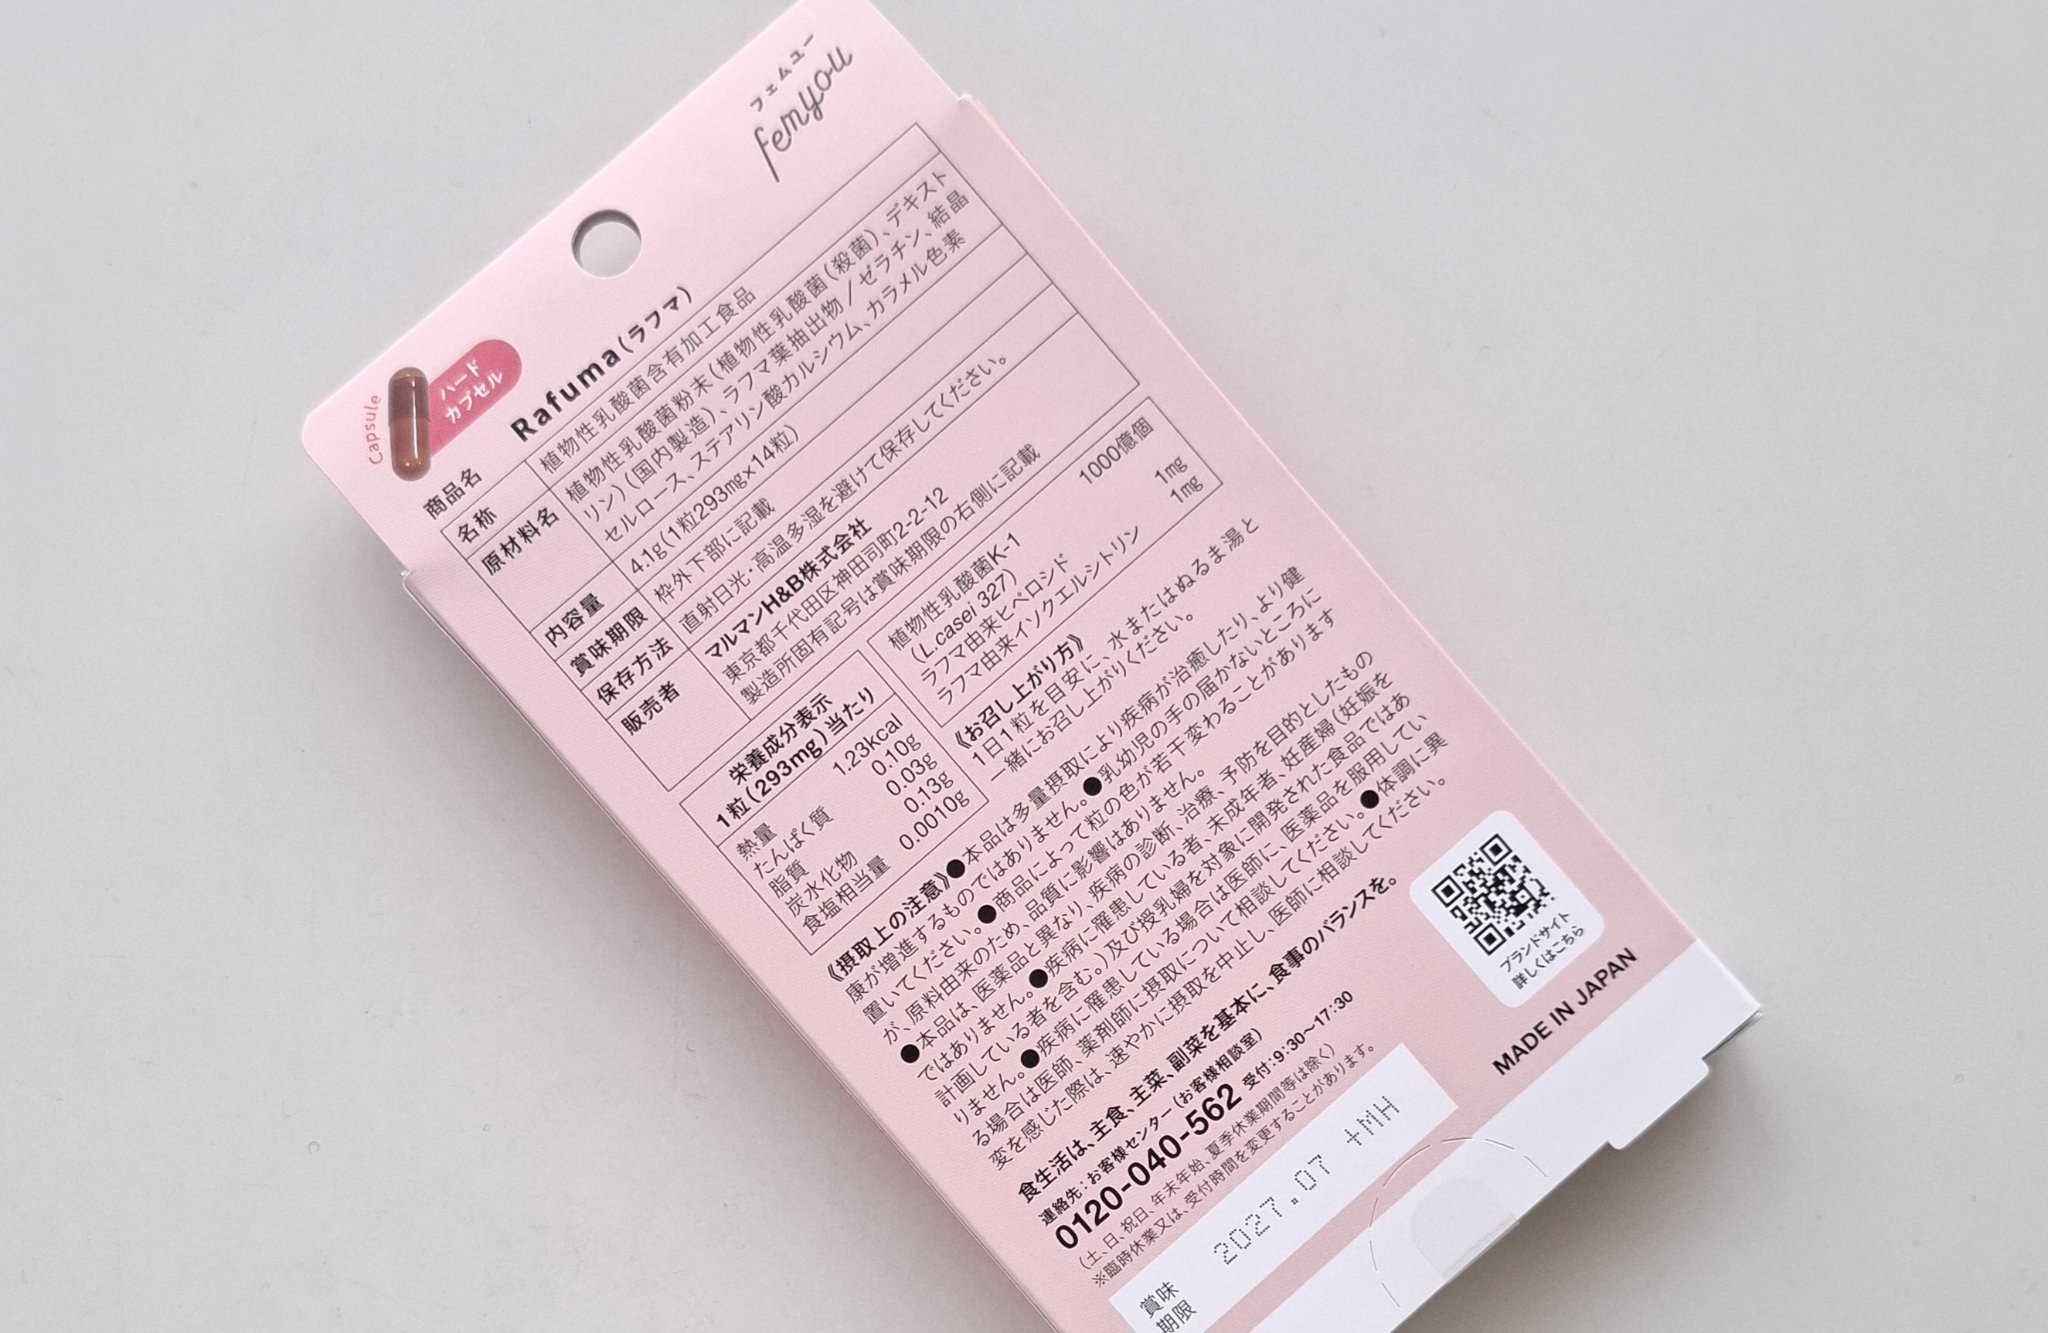 フェムユー
femyou
Capsule
ハード
カプセル
商品名 Rafuma(ラフマ)
名称 植物性乳酸菌含有加工食品
原材料名 植物性乳酸菌粉末(植物性乳酸菌(殺菌)、デキスト
リン)(国内製造)、ラフマ葉抽出物/ゼラチン、結晶
セルロース、ステアリン酸カルシウム、カラメル色素
内容量 4.1g(1粒293mg×14粒)
賞味期限 枠外下部に記載
保存方法 直射日光・高温多湿を避けて保存してください。
販売者 マルマンH&B株式会社
東京都千代田区神田司町2-2-12
製造所固有記号は賞味期限の右側に記載
栄養成分表示
1粒(293mg)当たり
熱量 1.23kcal
たんぱく質 0.10g
脂質 0.03g
炭水化物 0.13g
食塩相当量 0.0010g
植物性乳酸菌K-1 1000億個
(L.casei 327)
ラフマ由来ヒペロシド 1mg
ラフマ由来イソクエルシトリン 1mg
《お召し上がり方》
1日1粒を目安に、水またはぬるま湯と
一緒にお召し上がりください。
《摂取上の注意》●本品は多量摂取により疾病が治癒したり、より健
康が増進するものではありません。●乳幼児の手の届かないところに
置いてください。●商品によって粒の色が若干変わることがあります
が、原料由来のため、品質に影響はありません。
●本品は、医薬品と異なり、疾病の診断、治療、予防を目的としたもの
ではありません。●疾病に罹患している者、未成年者、妊産婦(妊娠を
計画している者を含む。)及び授乳婦を対象に開発された食品ではあ
りません。●疾病に罹患している場合は医師に、医薬品を服用してい
る場合は医師、薬剤師に摂取について相談してください。●体調に異
変を感じた際は、速やかに摂取を中止し、医師に相談してください。
食生活は、主食、主菜、副菜を基本に、食事のバランスを。
連絡先:お客様センター(お客様相談室)
0120-040-562 受付:9:30〜17:30
(土、日、祝日、年末年始、夏季休業期間等は除く)
※臨時休業又は、受付時間を変更することがあります。
ブランドサイト
詳しくはこちら
MADE IN JAPAN
賞味
期限
2027.07 +MH